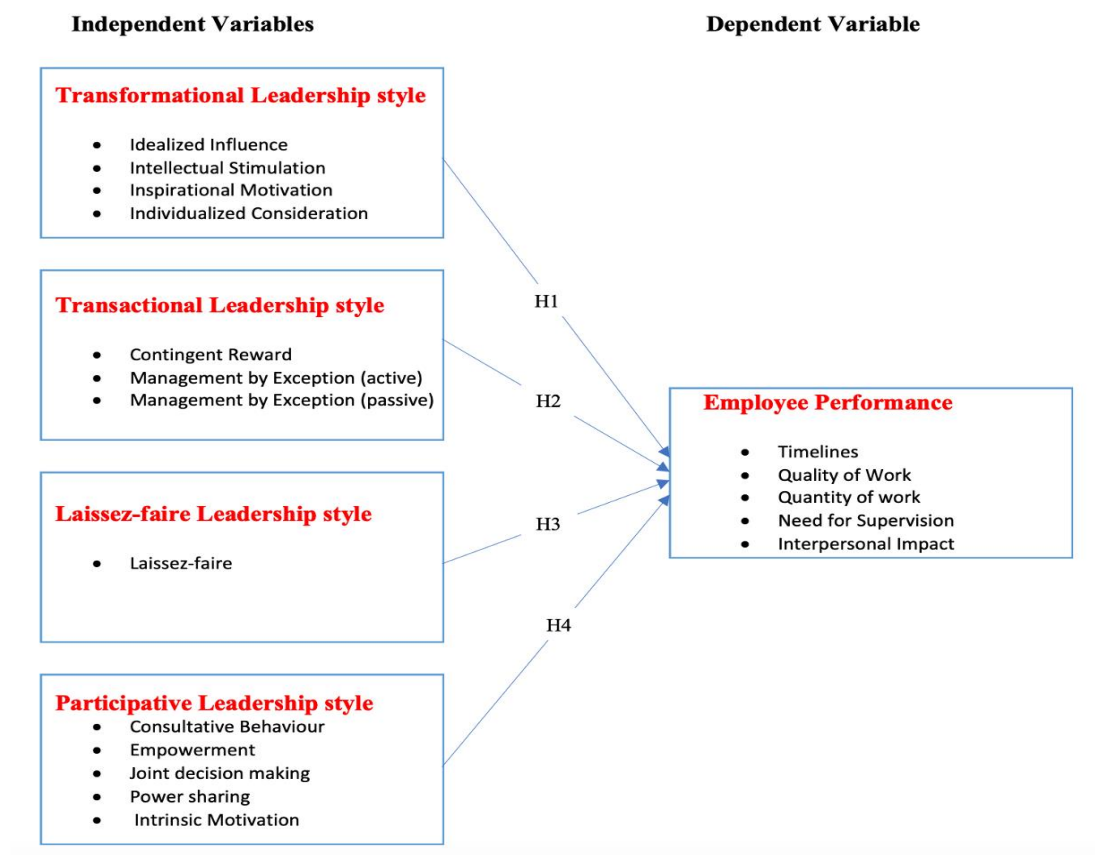 Independent Variables
Dependent Variable
Transformational Leadership style
• Idealized Influence
• Intellectual Stimulation
• Inspirational Motivation
• Individualized Consideration
H1
Transactional Leadership style
• Contingent Reward
• Management by Exception (active)
• Management by Exception (passive)
H2
Laissez-faire Leadership style
• Laissez-faire
H3
Participative Leadership style
• Consultative Behaviour
• Empowerment
• Joint decision making
• Power sharing
• Intrinsic Motivation
H4
Employee Performance
• Timelines
• Quality of Work
• Quantity of work
• Need for Supervision
• Interpersonal Impact